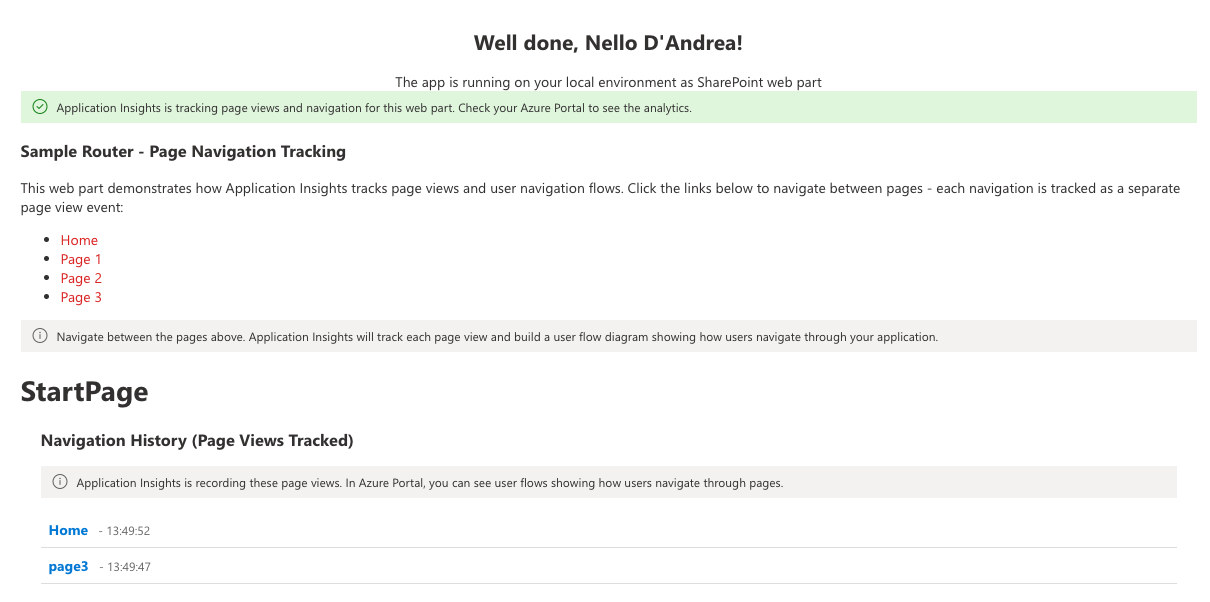 Well done, Nello D'Andrea!
The app is running on your local environment as SharePoint web part
Application Insights is tracking page views and navigation for this web part. Check your Azure Portal to see the analytics.
Sample Router - Page Navigation Tracking
This web part demonstrates how Application Insights tracks page views and user navigation flows. Click the links below to navigate between pages - each navigation is tracked as a separate
page view event:
Home
Page 1
Page 2
Page 3
Navigate between the pages above. Application Insights will track each page view and build a user flow diagram showing how users navigate through your application.
StartPage
Navigation History (Page Views Tracked)
Application Insights is recording these page views. In Azure Portal, you can see user flows showing how users navigate through pages.
Home - 13:49:52
page3 - 13:49:47